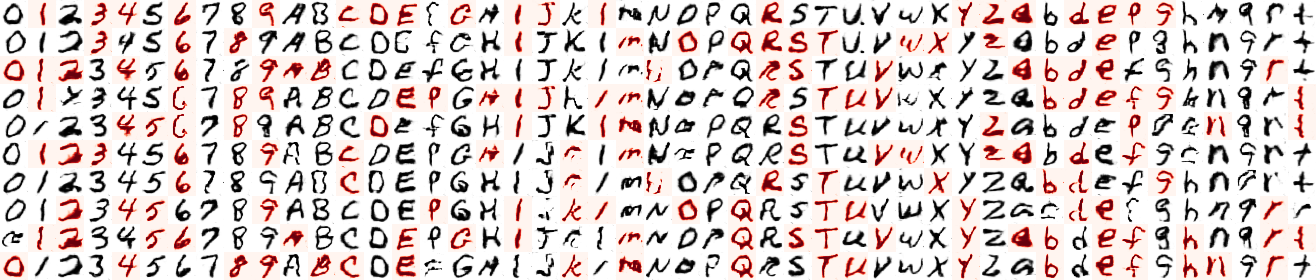 0 1 2 3 4 5 6 7 8 9 A B C D E f G H I J k I m N O P Q R S T U V w X Y Z a b d e f g h n q r t
0 1 2 3 4 5 6 7 8 9 A B C D E f G H I J K I m N O P Q R S T U V w X Y z a b d e f g h n q r t
0 1 2 3 4 5 6 7 8 9 A B C D E f G H I J k I m N O P Q R S T U V w X Y Z a b d e f g h n q r t
0 1 2 3 4 5 6 7 8 9 A B C D E F G H I J k I m N O P Q R S T U V w X Y Z a b d e f g h n q r t
0 1 2 3 4 5 6 7 8 9 A B C D E f G H I J K I m N O P Q R S T U V w X Y Z a b d e f g h n q r t
0 1 2 3 4 5 6 7 8 9 A B C D E F G H I J k I m N O P Q R S T U V w X Y z a b d e f g h n q r t
0 1 2 3 4 5 6 7 8 9 A B C D E F G H I J k I m N O P Q R S T U V w X Y Z a b d e f g h n q r t
0 1 2 3 4 5 6 7 8 9 A B C D E F G H I J k I m N O P Q R S T U V W X Y Z a b d e f g h n q r t
0 1 2 3 4 5 6 7 8 9 A B C D E f G H I J k I m N O P Q R S T U V w X Y Z a b d e f g h n q r t
0 1 2 3 4 5 6 7 8 9 A B C D E F G H I J k I m N O P Q R S T U V w X Y Z a b d e f g h n q r t